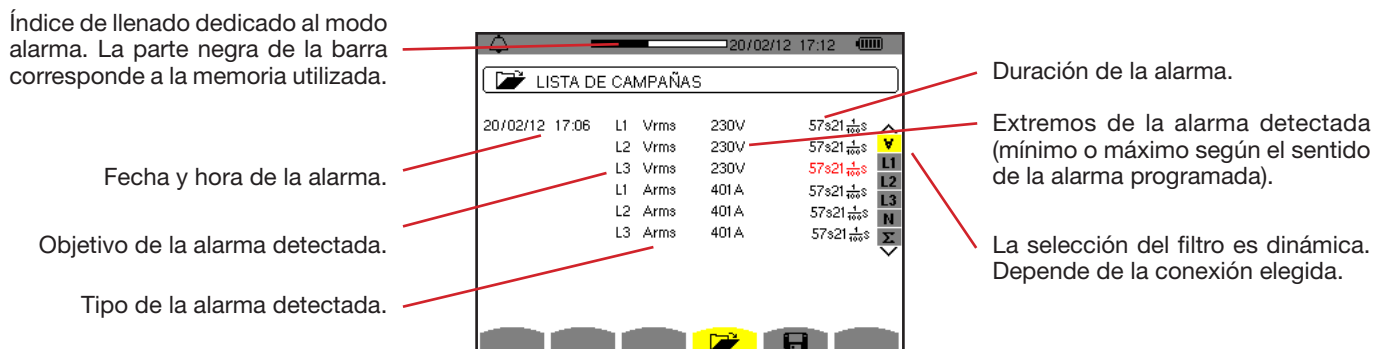 Índice de llenado dedicado al modo
alarma. La parte negra de la barra
corresponde a la memoria utilizada.
Fecha y hora de la alarma.
Objetivo de la alarma detectada.
Tipo de la alarma detectada.
20/02/12 17:12
LISTA DE CAMPAÑAS
20/02/12 17:06 L1 Vrms 230V 57s21 1/100 s
L2 Vrms 230V 57s21 1/100 s
L3 Vrms 230V 57s21 1/100 s
L1 Arms 401A 57s21 1/100 s
L2 Arms 401A 57s21 1/100 s
L3 Arms 401A 57s21 1/100 s
∀
L1
L2
L3
N
Σ
Duración de la alarma.
Extremos de la alarma detectada
(mínimo o máximo según el sentido
de la alarma programada).
La selección del filtro es dinámica.
Depende de la conexión elegida.